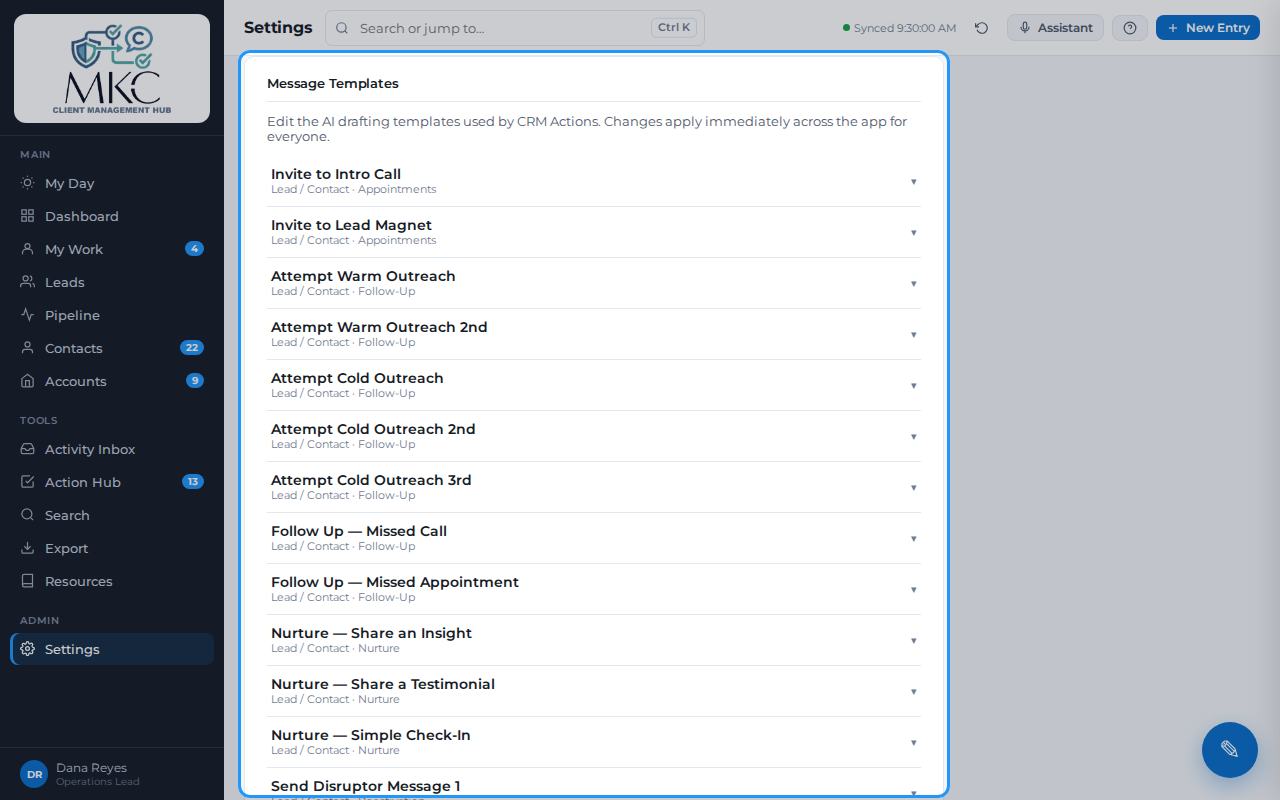 MKC
CLIENT MANAGEMENT HUB
MAIN
My Day
Dashboard
My Work 4
Leads
Pipeline
Contacts 22
Accounts 9
TOOLS
Activity Inbox
Action Hub 13
Search
Export
Resources
ADMIN
Settings
DR
Dana Reyes
Operations Lead
Settings
Search or jump to...
Ctrl K
Synced 9:30:00 AM
Assistant
New Entry
Message Templates
Edit the AI drafting templates used by CRM Actions. Changes apply immediately across the app for
everyone.
Invite to Intro Call
Lead / Contact · Appointments
Invite to Lead Magnet
Lead / Contact · Appointments
Attempt Warm Outreach
Lead / Contact · Follow-Up
Attempt Warm Outreach 2nd
Lead / Contact · Follow-Up
Attempt Cold Outreach
Lead / Contact · Follow-Up
Attempt Cold Outreach 2nd
Lead / Contact · Follow-Up
Attempt Cold Outreach 3rd
Lead / Contact · Follow-Up
Follow Up — Missed Call
Lead / Contact · Follow-Up
Follow Up — Missed Appointment
Lead / Contact · Follow-Up
Nurture — Share an Insight
Lead / Contact · Nurture
Nurture — Share a Testimonial
Lead / Contact · Nurture
Nurture — Simple Check-In
Lead / Contact · Nurture
Send Disruptor Message 1